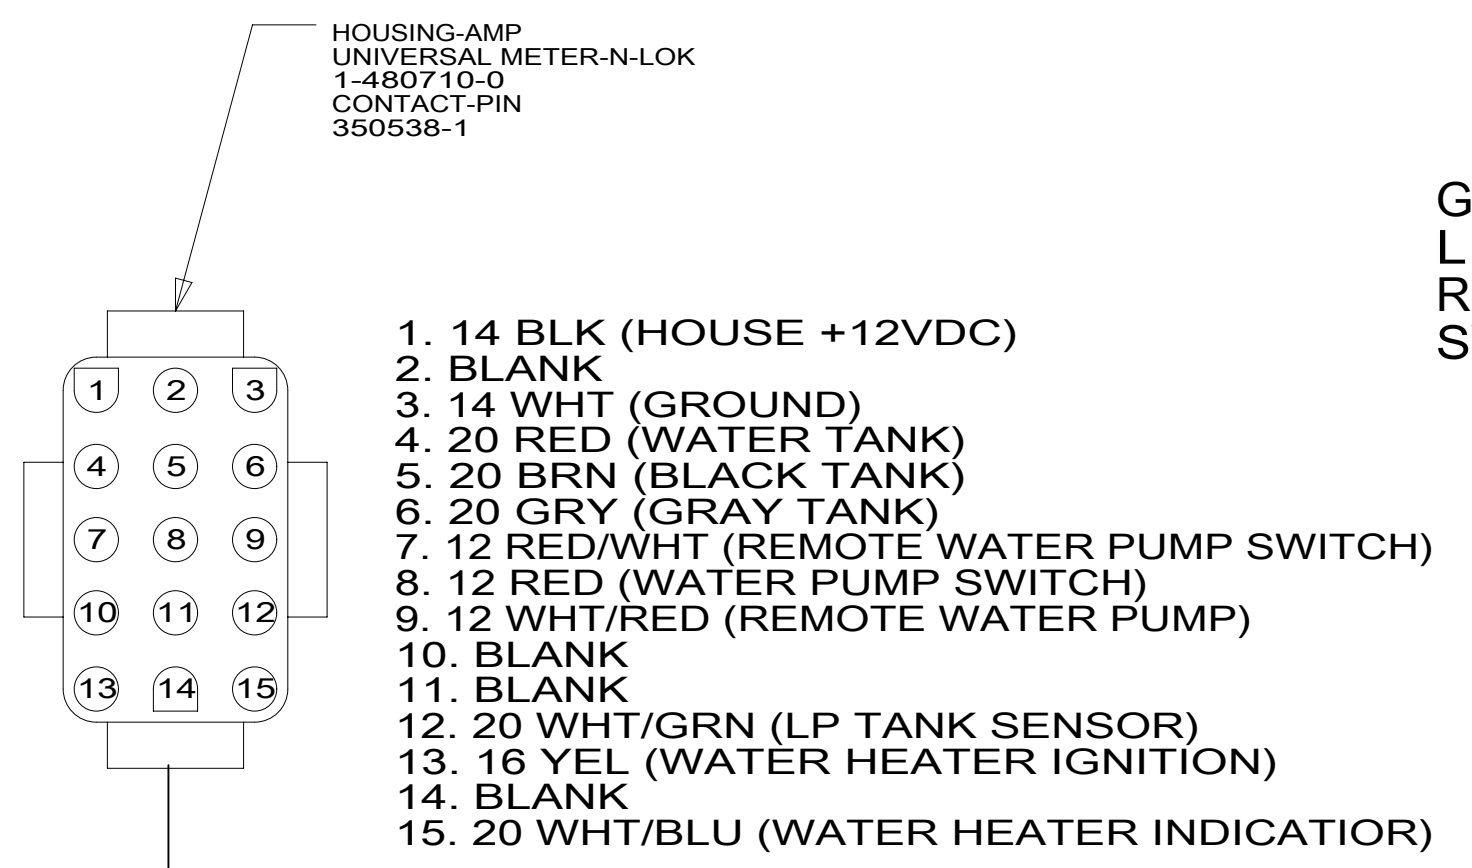 HOUSING-AMP
UNIVERSAL METER-N-LOK
1-480710-0
CONTACT-PIN
350538-1
G
L
R
S
1. 14 BLK (HOUSE +12VDC)
2. BLANK
3. 14 WHT (GROUND)
4. 20 RED (WATER TANK)
5. 20 BRN (BLACK TANK)
6. 20 GRY (GRAY TANK)
7. 12 RED/WHT (REMOTE WATER PUMP SWITCH)
8. 12 RED (WATER PUMP SWITCH)
9. 12 WHT/RED (REMOTE WATER PUMP)
10. BLANK
11. BLANK
12. 20 WHT/GRN (LP TANK SENSOR)
13. 16 YEL (WATER HEATER IGNITION)
14. BLANK
15. 20 WHT/BLU (WATER HEATER INDICATIOR)
1 2 3
4 5 6
7 8 9
10 11 12
13 14 15